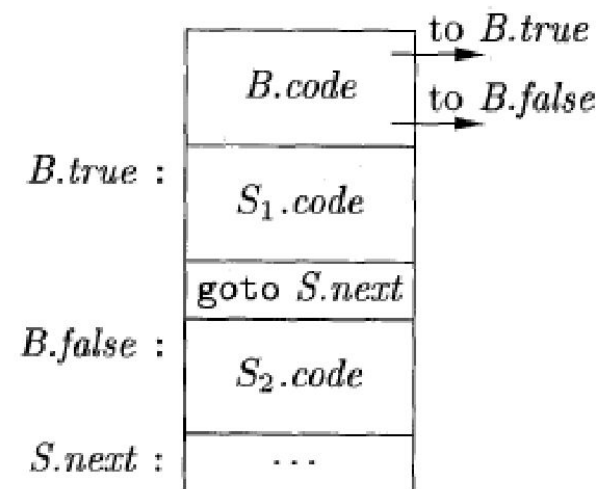 to B.true
B.code
to B.false
B.true :
S₁.code
goto S.next
B.false :
S₂.code
S.next :
...